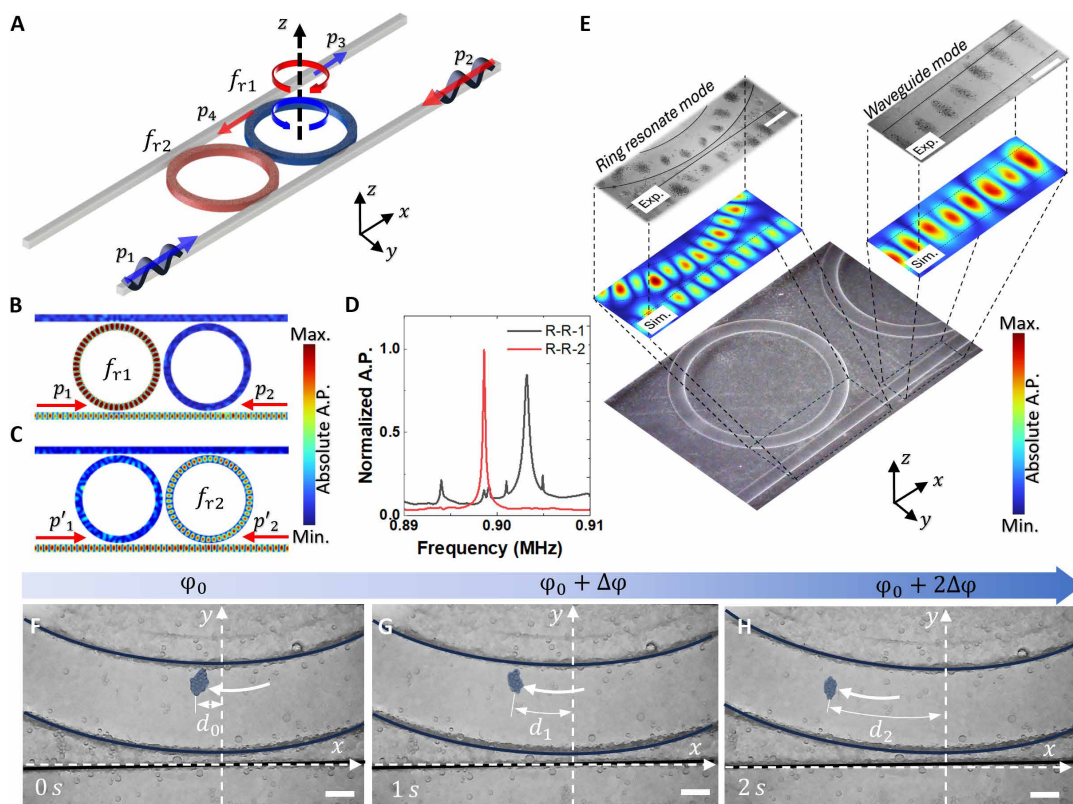 A
z
p3
p2
fr1
p4
fr2
z
x
y
p1
B
fr1
p1
p2
C
fr2
p'1
p'2
Max.
Absolute A.P.
Min.
D
R-R-1
R-R-2
Normalized A.P.
1.0
0.5
0.0
0.89
0.90
0.91
Frequency (MHz)
E
Ring resonate mode
Exp.
Sim.
Waveguide mode
Exp.
Sim.
z
x
y
Max.
Absolute A.P.
Min.
φ0
φ0 + Δφ
φ0 + 2Δφ
F
y
d0
x
0 s
G
y
d1
x
1 s
H
y
d2
x
2 s